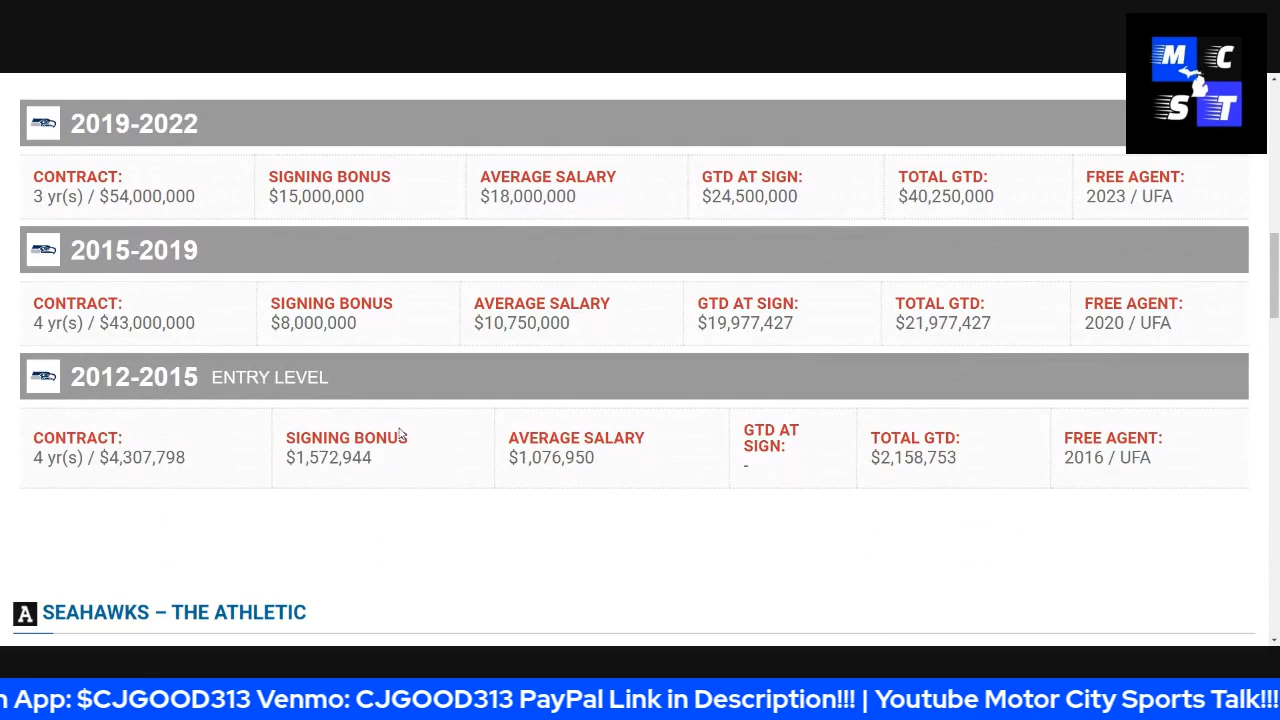 M C
S T
2019-2022
CONTRACT: SIGNING BONUS AVERAGE SALARY GTD AT SIGN: TOTAL GTD: FREE AGENT:
3 yr(s) / $54,000,000 $15,000,000 $18,000,000 $24,500,000 $40,250,000 2023 / UFA
2015-2019
CONTRACT: SIGNING BONUS AVERAGE SALARY GTD AT SIGN: TOTAL GTD: FREE AGENT:
4 yr(s) / $43,000,000 $8,000,000 $10,750,000 $19,977,427 $21,977,427 2020 / UFA
2012-2015 ENTRY LEVEL
CONTRACT: SIGNING BONUS AVERAGE SALARY GTD AT SIGN: TOTAL GTD: FREE AGENT:
4 yr(s) / $4,307,798 $1,572,944 $1,076,950 - $2,158,753 2016 / UFA
A SEAHAWKS – THE ATHLETIC
n App: $CJGOOD313 Venmo: CJGOOD313 PayPal Link in Description!!! | Youtube Motor City Sports Talk!!!